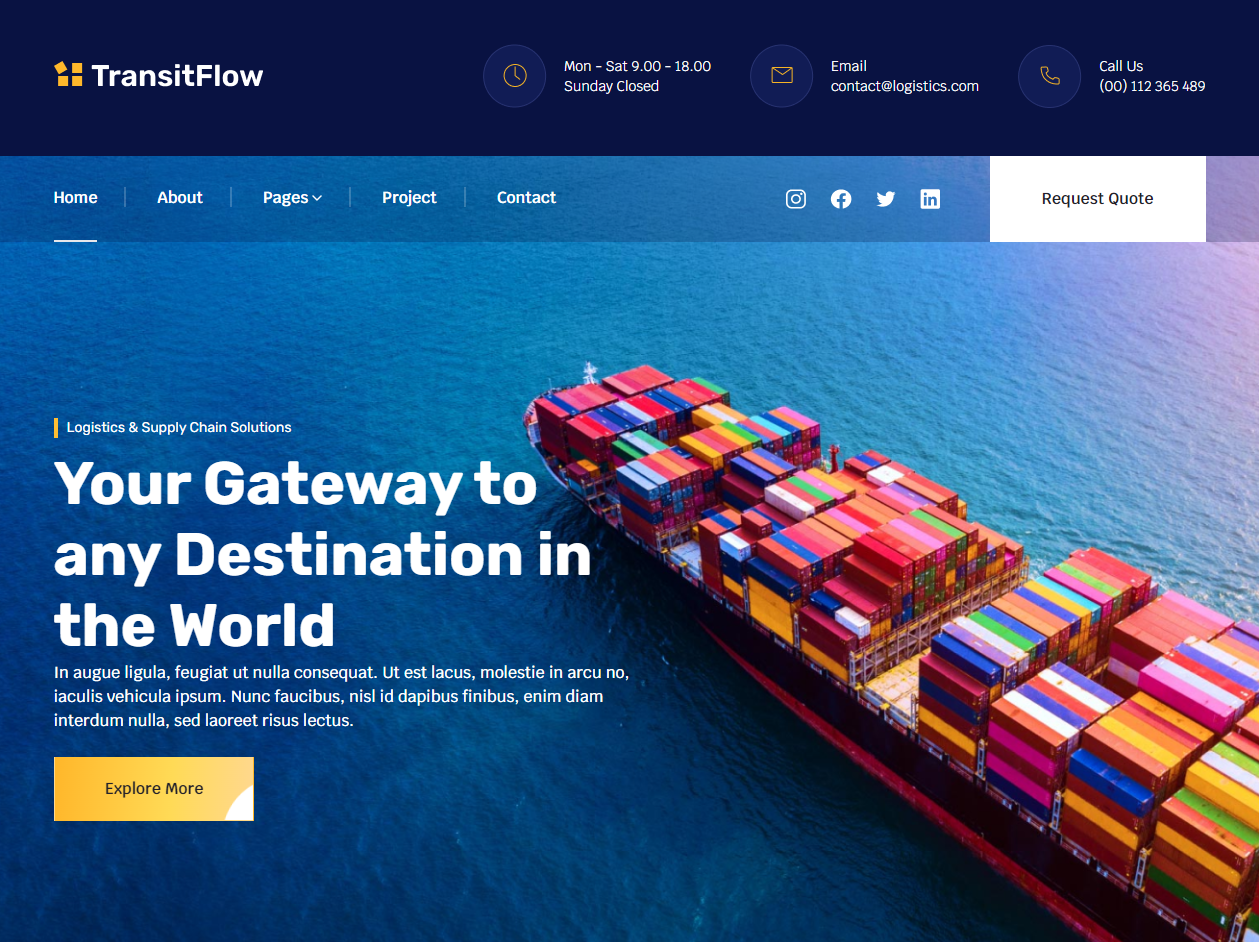 TransitFlow
Mon - Sat 9.00 - 18.00
Sunday Closed
Email
contact@logistics.com
Call Us
(00) 112 365 489
Home
About
Pages
Project
Contact
in
Request Quote
Logistics & Supply Chain Solutions
Your Gateway to
any Destination in
the World
In augue ligula, feugiat ut nulla consequat. Ut est lacus, molestie in arcu no,
iaculis vehicula ipsum. Nunc faucibus, nisl id dapibus finibus, enim diam
interdum nulla, sed laoreet risus lectus.
Explore More